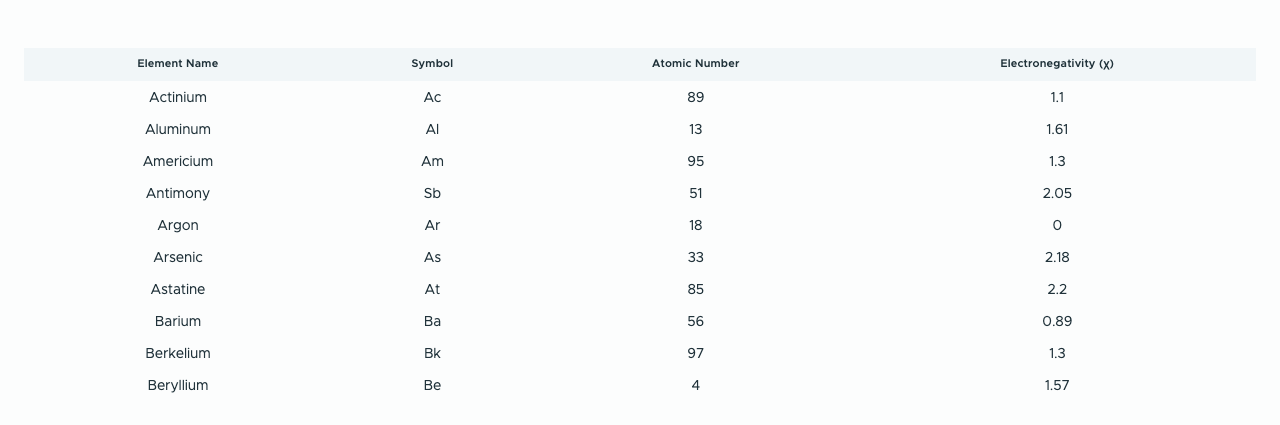 Element Name Symbol Atomic Number Electronegativity (χ)
Actinium Ac 89 1.1
Aluminum Al 13 1.61
Americium Am 95 1.3
Antimony Sb 51 2.05
Argon Ar 18 0
Arsenic As 33 2.18
Astatine At 85 2.2
Barium Ba 56 0.89
Berkelium Bk 97 1.3
Beryllium Be 4 1.57